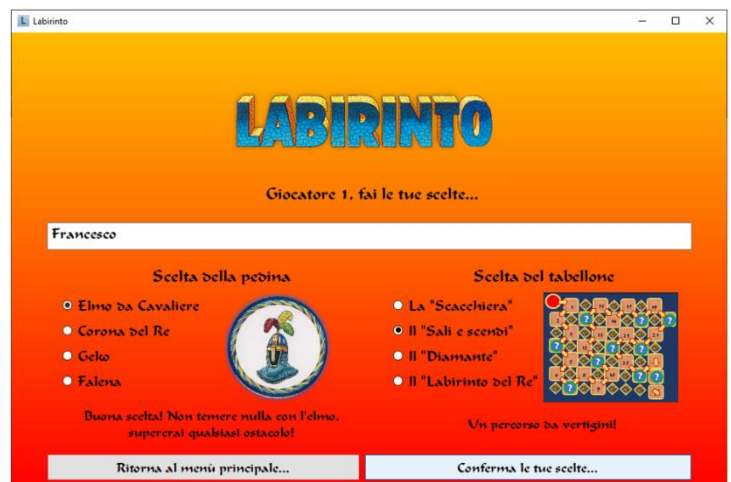 Labirinto
LABIRINTO
Giocatore 1, fai le tue scelte...
Francesco
Scelta della pedina
Elmo da Cavaliere
Corona del Re
Geko
Falena
Buona scelta! Non temere nulla con l'elmo,
supererai qualsiasi ostacolo!
Scelta del tabellone
La "Scacchiera"
Il "Sali e scendi"
Il "Diamante"
Il "Labirinto del Re"
Un percorso da vertigini!
Ritorna al menù principale...
Conferma le tue scelte...